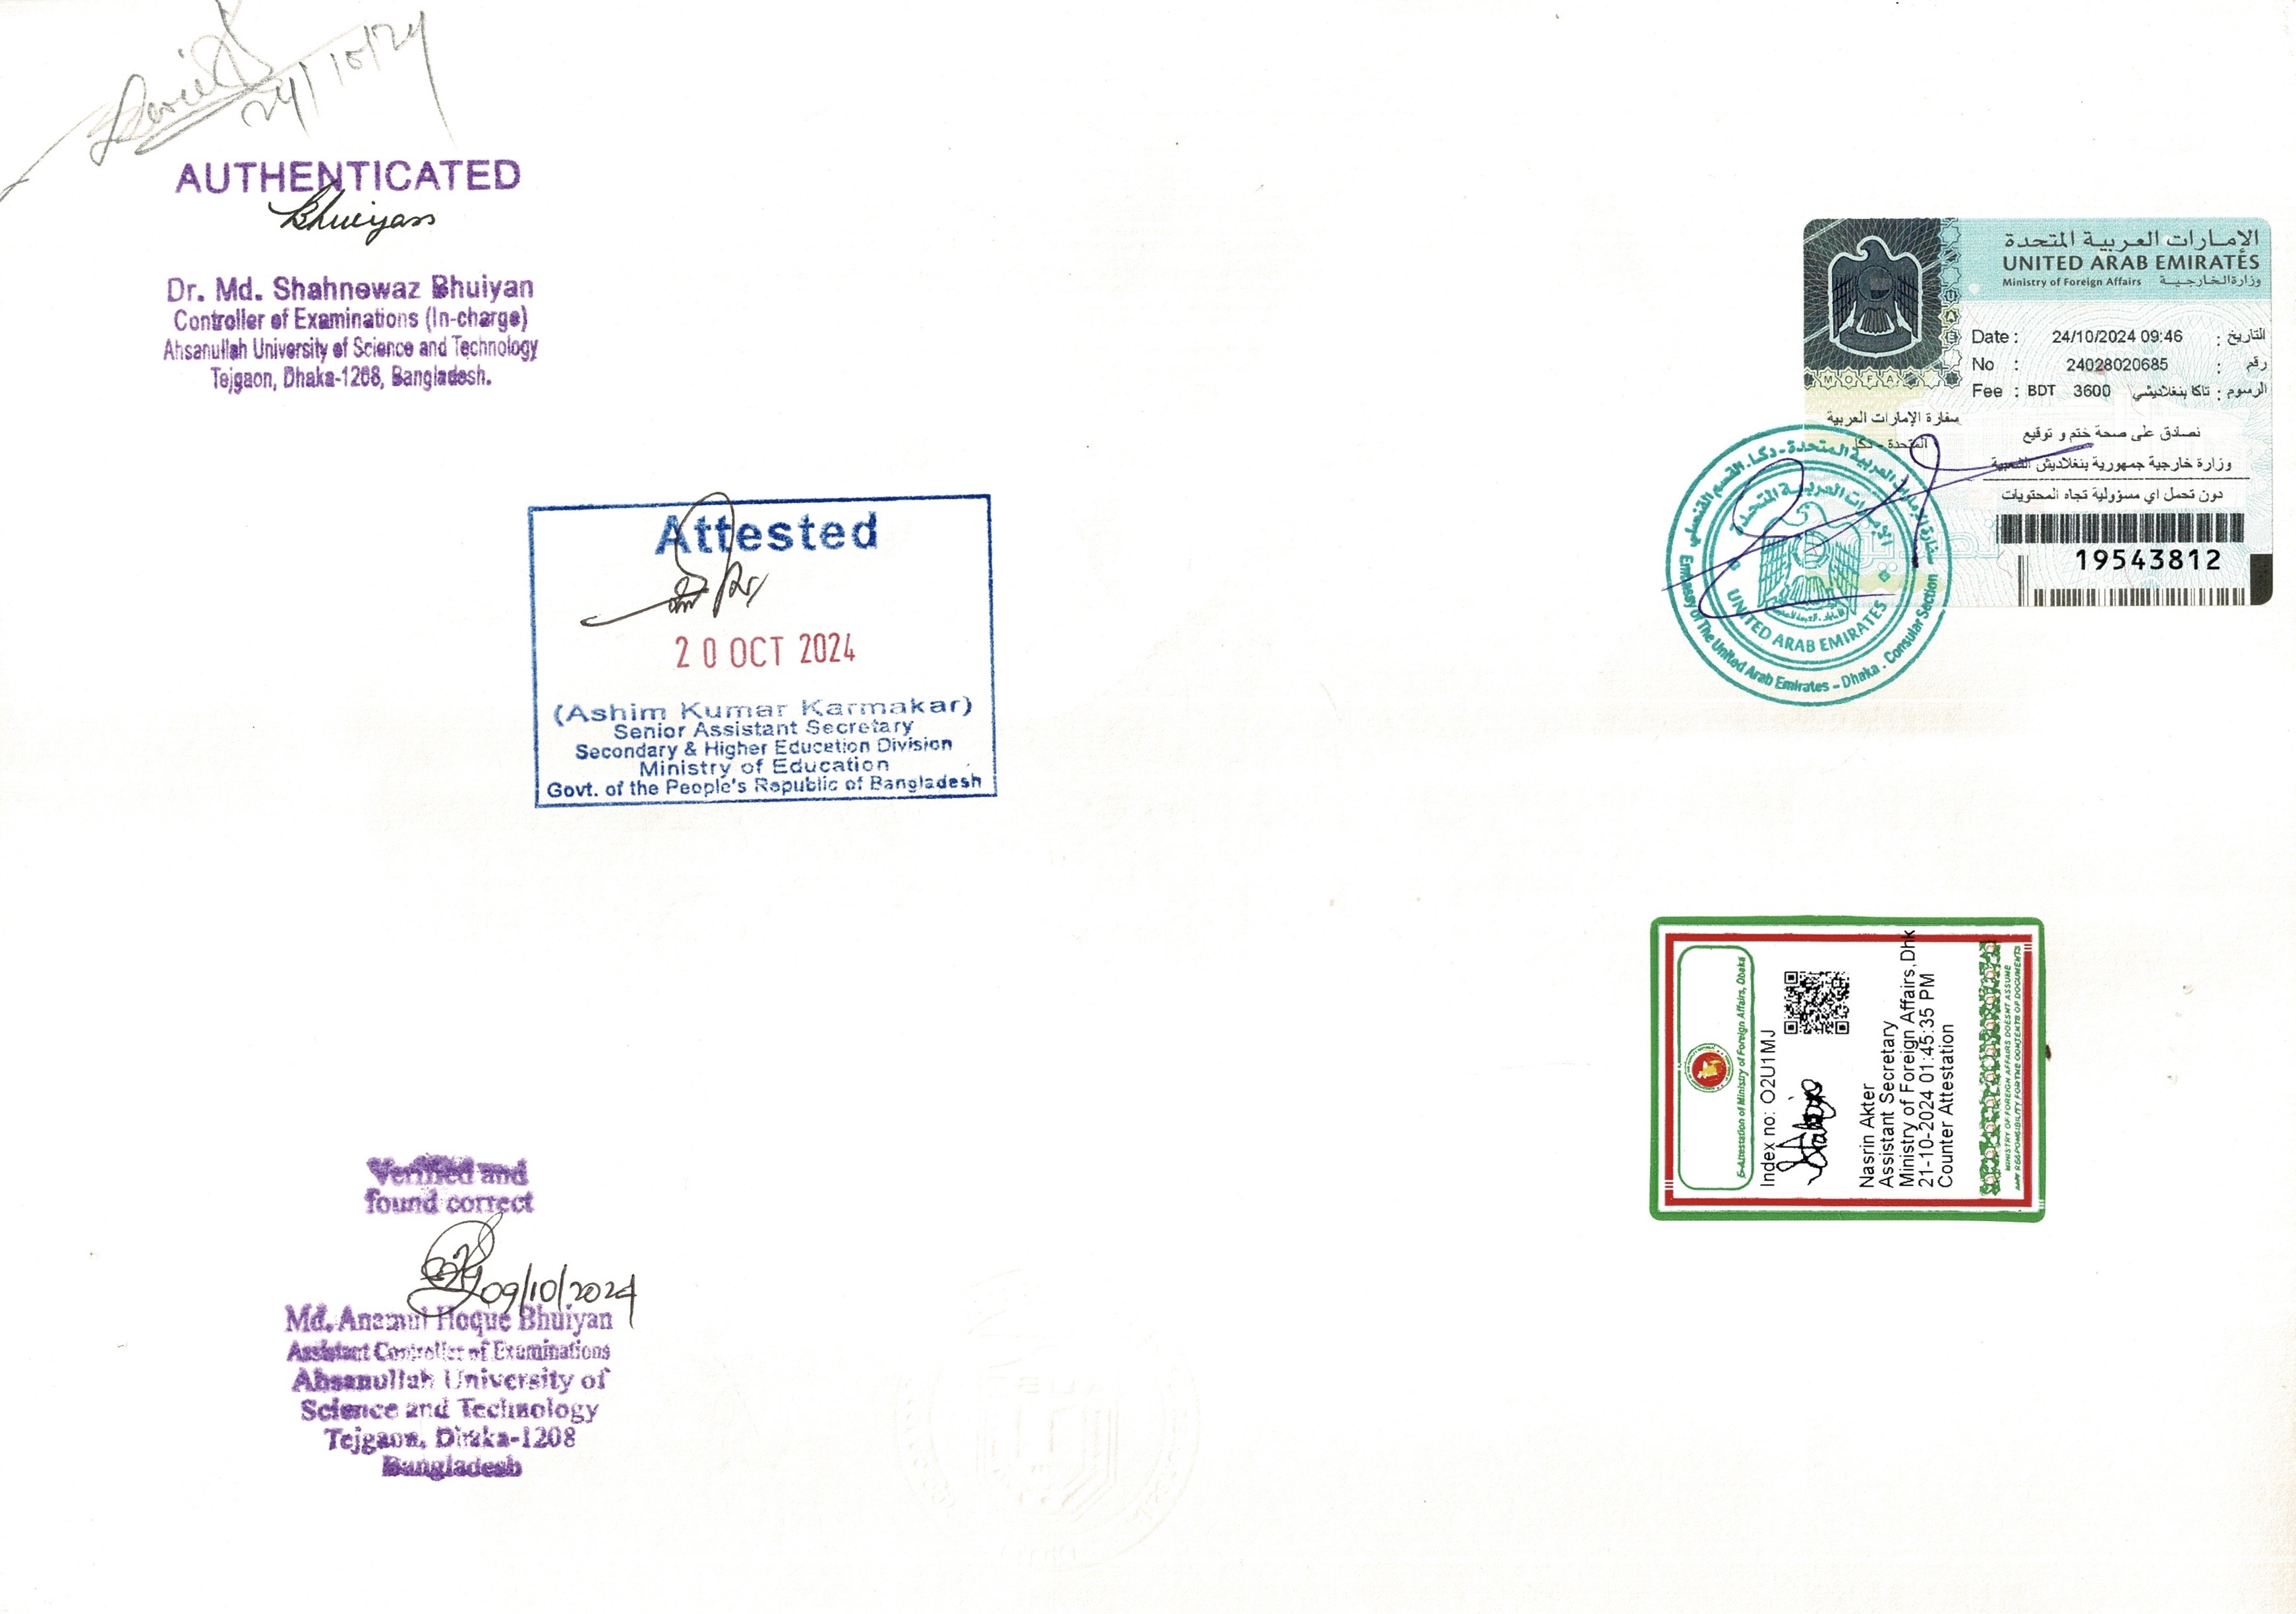 24/10/24
AUTHENTICATED
Bhuiyan
Dr. Md. Shahnewaz Bhuiyan
Controller of Examinations (In-charge)
Ahsanullah University of Science and Technology
Tejgaon, Dhaka-1208, Bangladesh.
Attested
20 OCT 2024
(Ashim Kumar Karmakar)
Senior Assistant Secretary
Secondary & Higher Education Division
Ministry of Education
Govt. of the People's Republic of Bangladesh
Verified and
found correct
09/10/2024
Md. Anamul Hoque Bhuiyan
Assistant Controller of Examinations
Ahsanullah University of
Science and Technology
Tejgaon, Dhaka-1208
Bangladesh
الإمارات العربية المتحدة
UNITED ARAB EMIRATES
Ministry of Foreign Affairs وزارة الخارجية
Date : 24/10/2024 09:46 التاريخ :
No : 24028020685 رقم :
Fee : BDT 3600 تاكا بنغلاديشي الرسوم :
MOFA
سفارة الإمارات العربية
المتحدة - دكا
نصادق على صحة ختم و توقيع
وزارة خارجية جمهورية بنغلاديش الشعبية
دون تحمل اي مسؤولية تجاه المحتويات
19543812
سفارة الإمارات العربية المتحدة - دكا. القسم القنصلي
الإمارات العربية المتحدة
UNITED ARAB EMIRATES
Embassy Of The United Arab Emirates - Dhaka . Consular Section
E-Attestation of Ministry of Foreign Affairs, Dhaka
Index no: O2U1MJ
Nasrin Akter
Assistant Secretary
Ministry of Foreign Affairs,Dhk
21-10-2024 01:45:35 PM
Counter Attestation
MINISTRY OF FOREIGN AFFAIRS DOESN'T ASSUME
ANY RESPONSIBILITY FOR THE CONTENTS OF DOCUMENTS